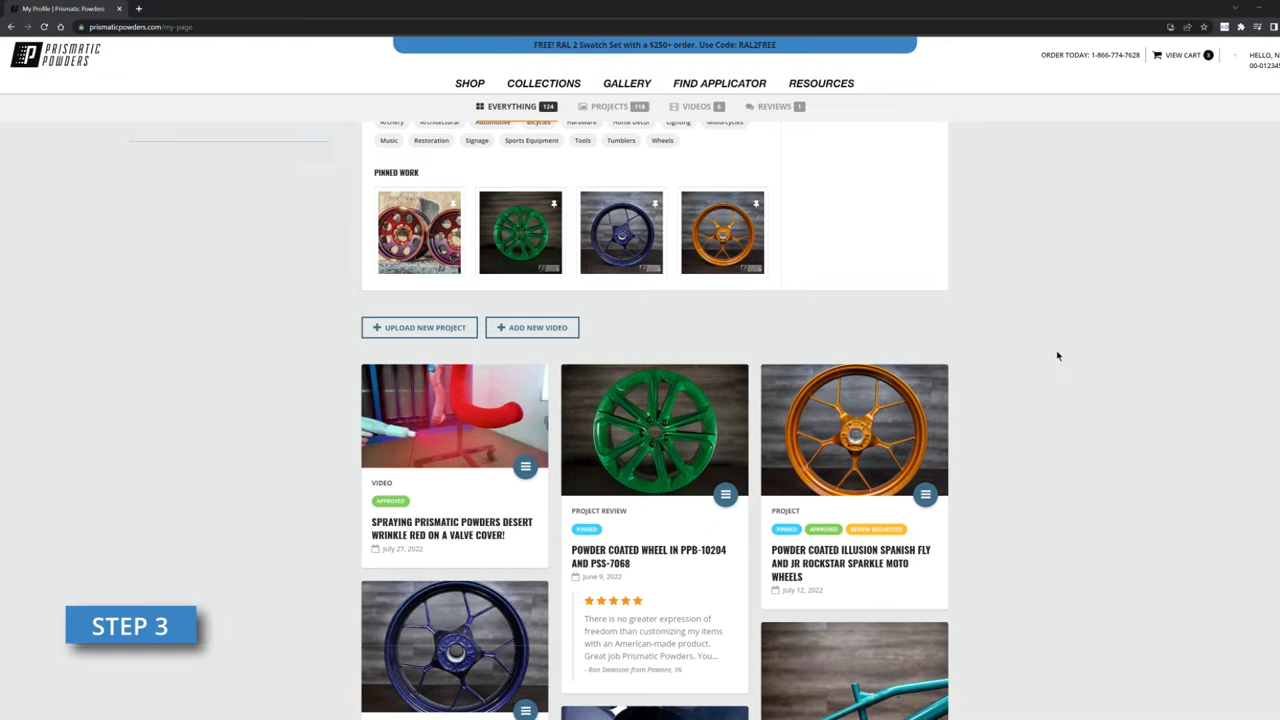 My Profile | Prismatic Powders
prismaticpowders.com/my-page
FREE! RAL 2 Swatch Set with a $250+ order. Use Code: RAL2FREE
PRISMATIC
POWDERS
ORDER TODAY: 1-866-774-7628
VIEW CART
HELLO, N
00-012345
SHOP
COLLECTIONS
GALLERY
FIND APPLICATOR
RESOURCES
EVERYTHING 124
PROJECTS 118
VIDEOS 6
REVIEWS 1
Archery
Architectural
Automotive
Bicycles
Hardware
Home Decor
Lighting
Motorcycles
Music
Restoration
Signage
Sports Equipment
Tools
Tumblers
Wheels
PINNED WORK
UPLOAD NEW PROJECT
ADD NEW VIDEO
VIDEO
APPROVED
SPRAYING PRISMATIC POWDERS DESERT
WRINKLE RED ON A VALVE COVER!
July 27, 2022
PROJECT REVIEW
PINNED
POWDER COATED WHEEL IN PPB-10204
AND PSS-7068
June 9, 2022
There is no greater expression of
freedom than customizing my items
with an American-made product.
Great job Prismatic Powders. You...
- Ron Swanson from Pawnee, IN
PROJECT
PINNED
APPROVED
REVIEW REQUESTED
POWDER COATED ILLUSION SPANISH FLY
AND JR ROCKSTAR SPARKLE MOTO
WHEELS
July 12, 2022
STEP 3